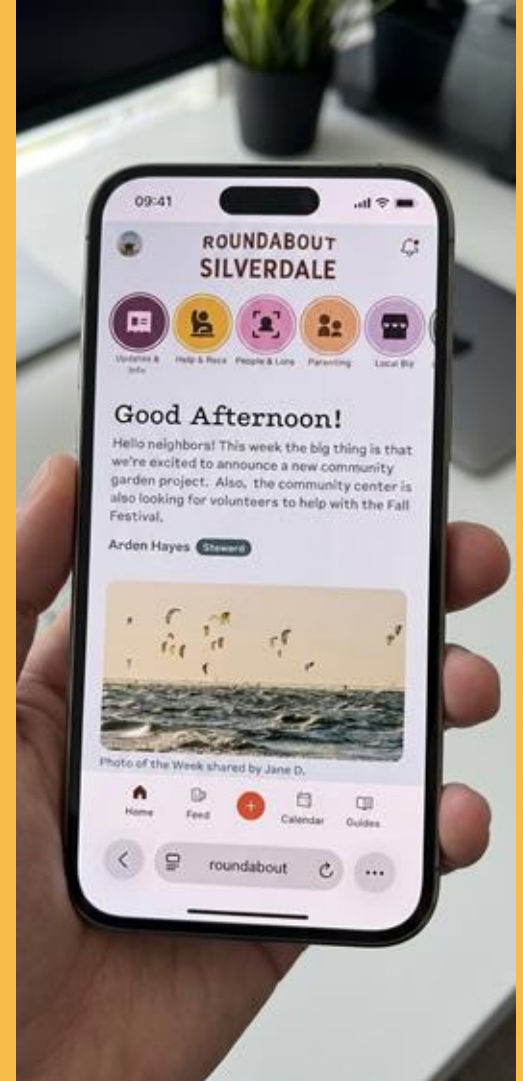 09:41
ROUNDABOUT
SILVERDALE
Updates &
Info
Help & Recs
People & Lore
Parenting
Local Biz
Good Afternoon!
Hello neighbors! This week the big thing is that
we're excited to announce a new community
garden project. Also, the community center is
also looking for volunteers to help with the Fall
Festival.
Arden Hayes Steward
Photo of the Week shared by Jane D.
Home
Feed
Calendar
Guides
roundabout